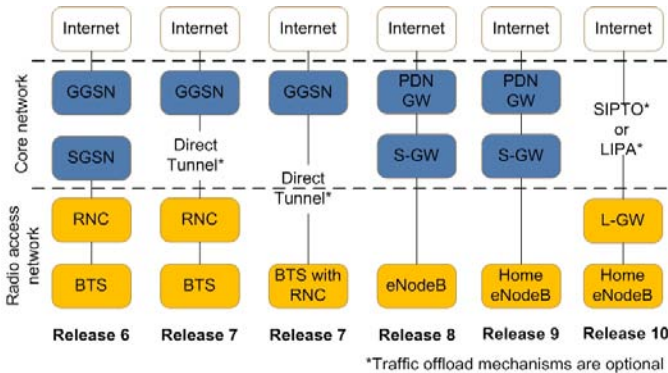 Internet Internet Internet Internet Internet Internet
Core network
GGSN GGSN GGSN PDN GW PDN GW
SGSN Direct Tunnel* S-GW S-GW SIPTO* or LIPA*
Direct Tunnel*
Radio access network
RNC RNC L-GW
BTS BTS BTS with RNC eNodeB Home eNodeB Home eNodeB
Release 6 Release 7 Release 7 Release 8 Release 9 Release 10
*Traffic offload mechanisms are optional